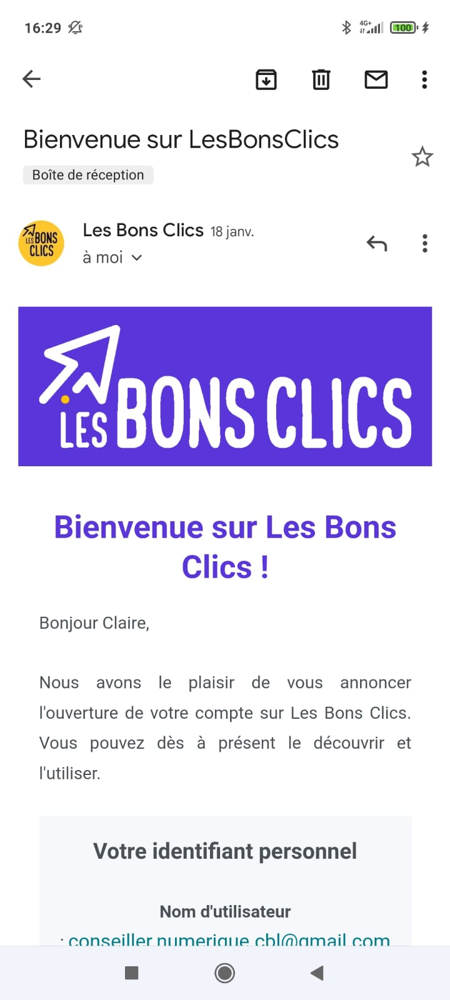 16:29
4G+
100
Bienvenue sur LesBonsClics
Boîte de réception
LES BONS
CLICS
Les Bons Clics 18 janv.
à moi
LES BONS CLICS
Bienvenue sur Les Bons
Clics !
Bonjour Claire,
Nous avons le plaisir de vous annoncer
l'ouverture de votre compte sur Les Bons Clics.
Vous pouvez dès à présent le découvrir et
l'utiliser.
Votre identifiant personnel
Nom d'utilisateur
: conseiller.numerique.cbl@gmail.com